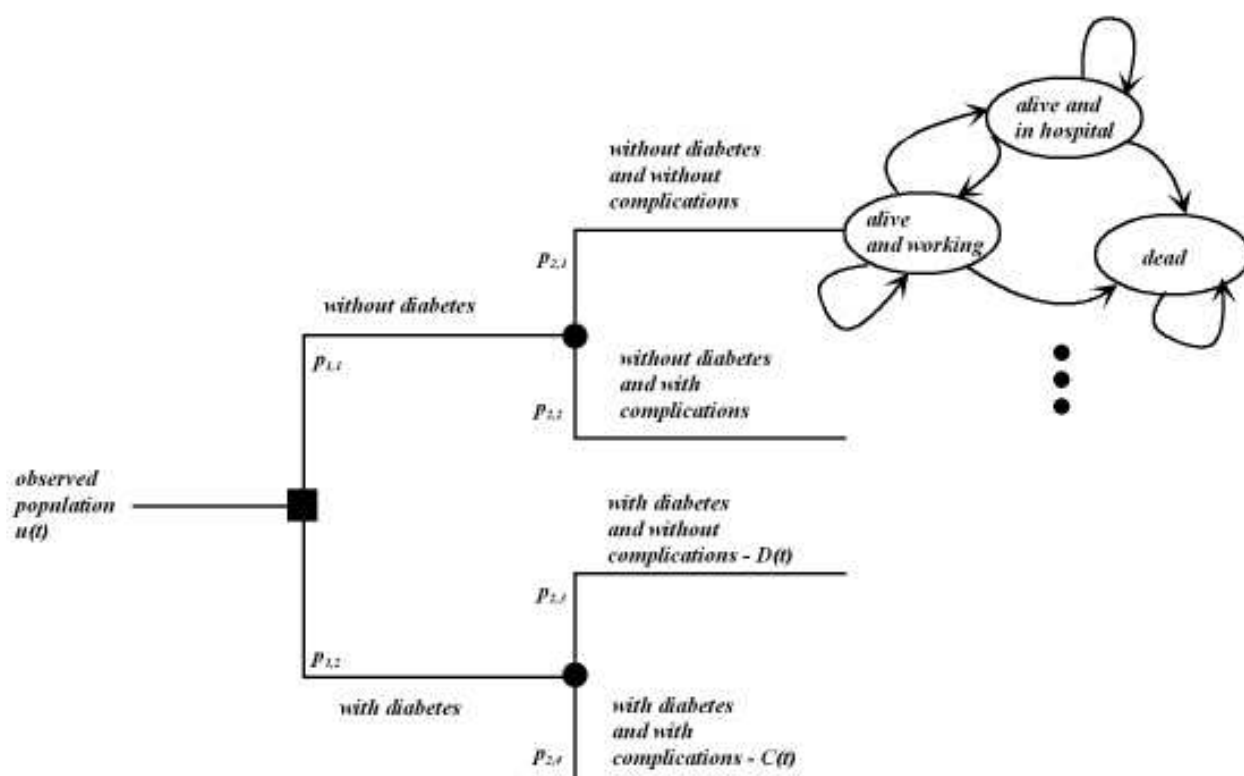 alive and
in hospital
without diabetes
and without
complications
alive
and working
dead
p2,1
without diabetes
p1,1
without diabetes
and with
complications
p2,2
observed
population
u(t)
with diabetes
and without
complications - D(t)
p2,3
p1,2
with diabetes
with diabetes
and with
complications - C(t)
p2,4